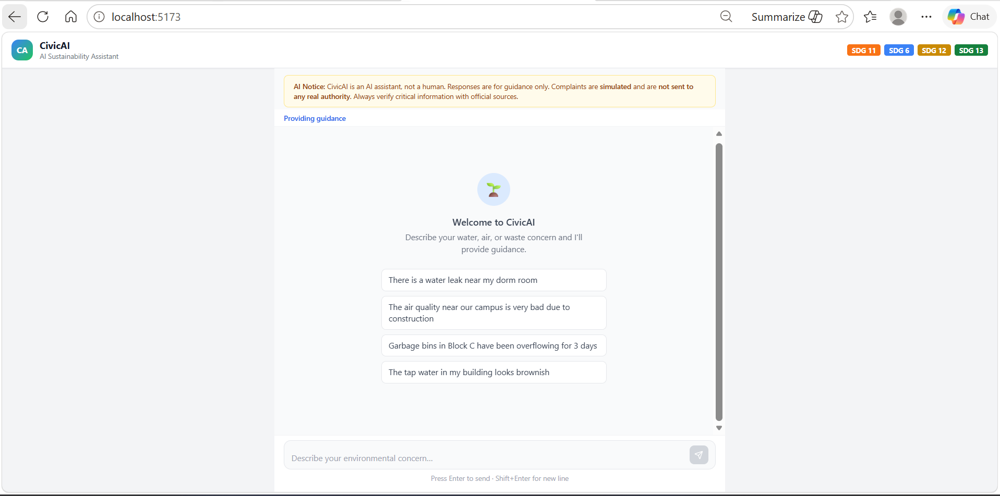 localhost:5173
Summarize
Chat
CA
CivicAI
AI Sustainability Assistant
SDG 11
SDG 6
SDG 12
SDG 13
AI Notice: CivicAI is an AI assistant, not a human. Responses are for guidance only. Complaints are simulated and are not sent to
any real authority. Always verify critical information with official sources.
Providing guidance
Welcome to CivicAI
Describe your water, air, or waste concern and I'll
provide guidance.
There is a water leak near my dorm room
The air quality near our campus is very bad due to
construction
Garbage bins in Block C have been overflowing for 3 days
The tap water in my building looks brownish
Describe your environmental concern...
Press Enter to send · Shift+Enter for new line